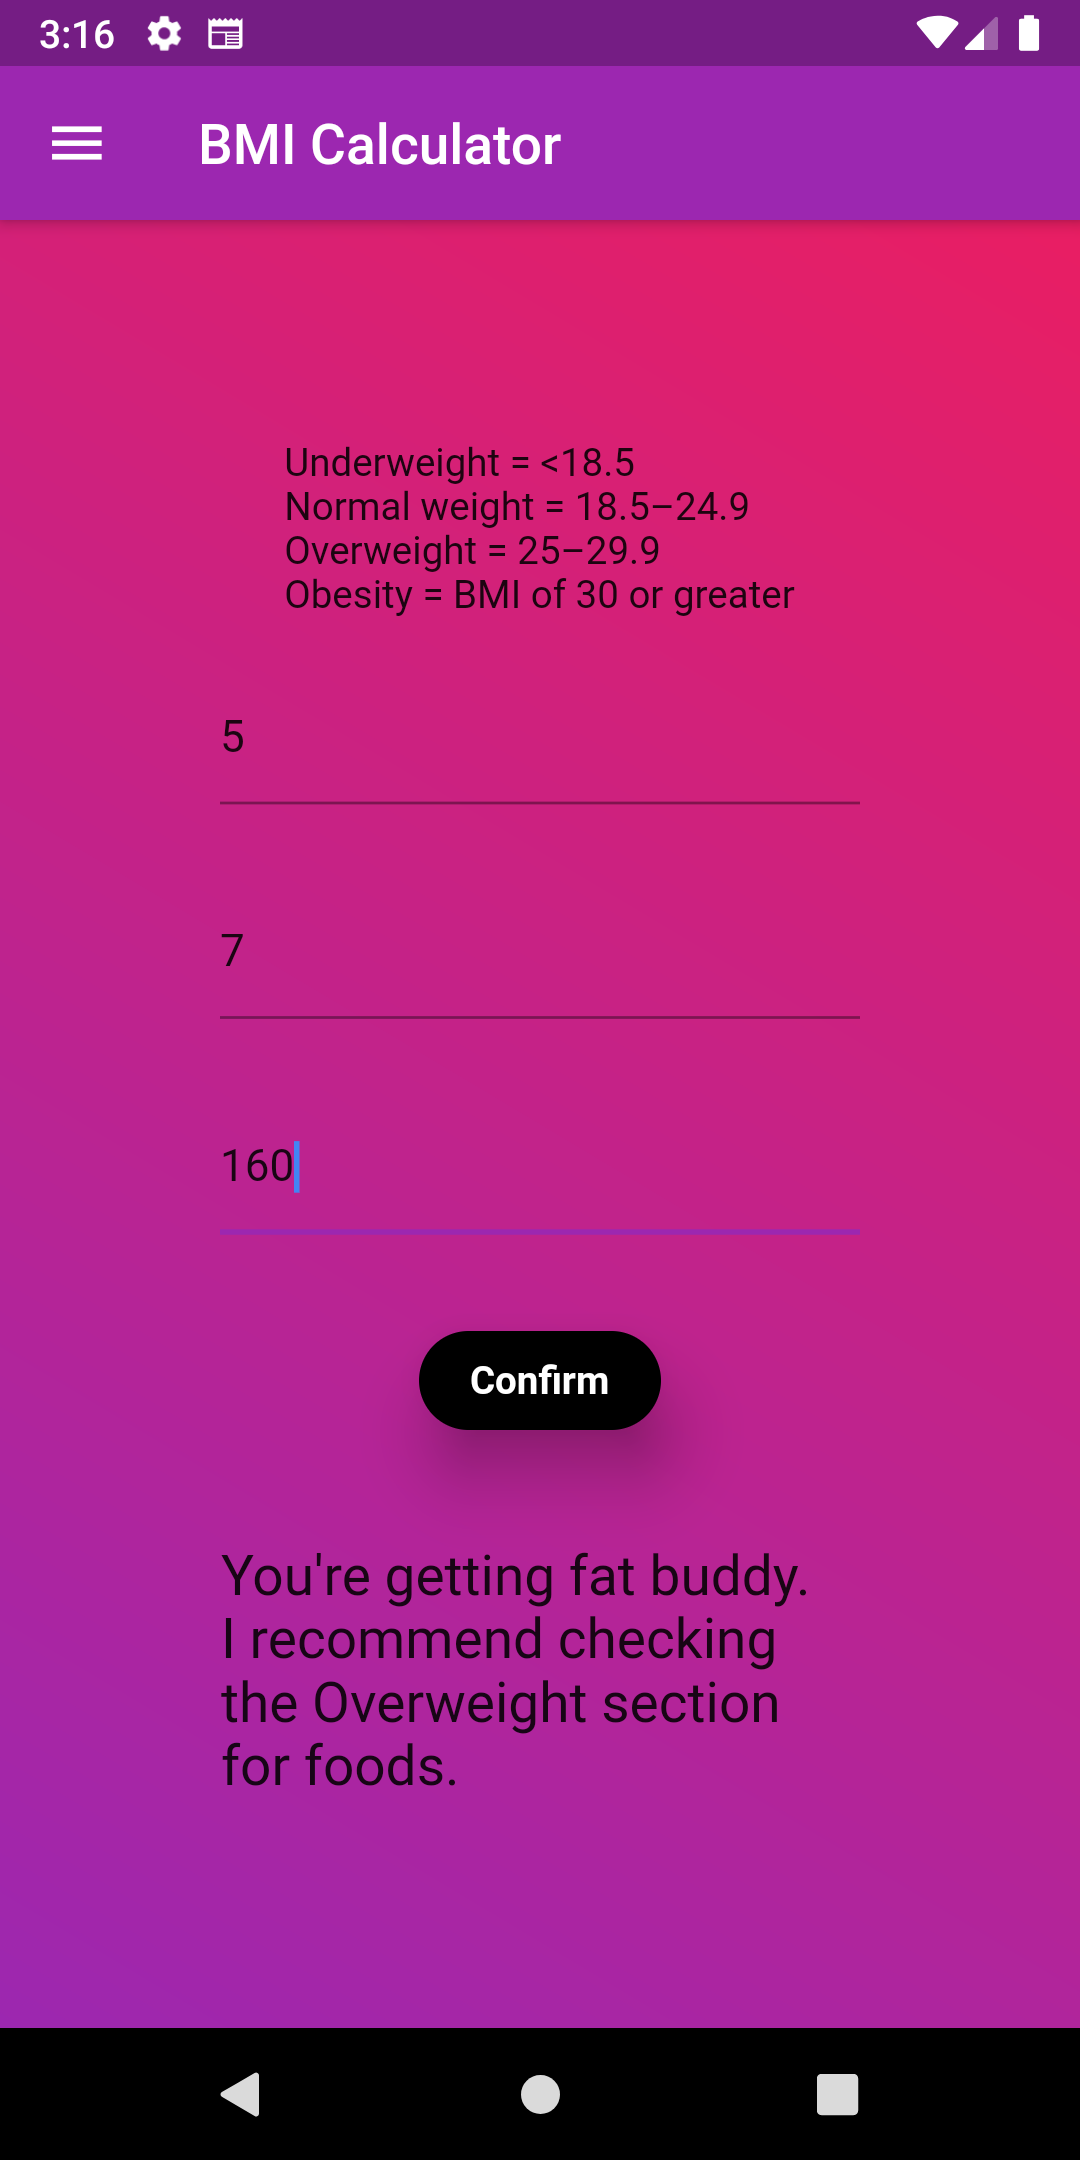 3:16
BMI Calculator
Underweight = <18.5
Normal weight = 18.5–24.9
Overweight = 25–29.9
Obesity = BMI of 30 or greater
5
7
160
Confirm
You're getting fat buddy.
I recommend checking
the Overweight section
for foods.